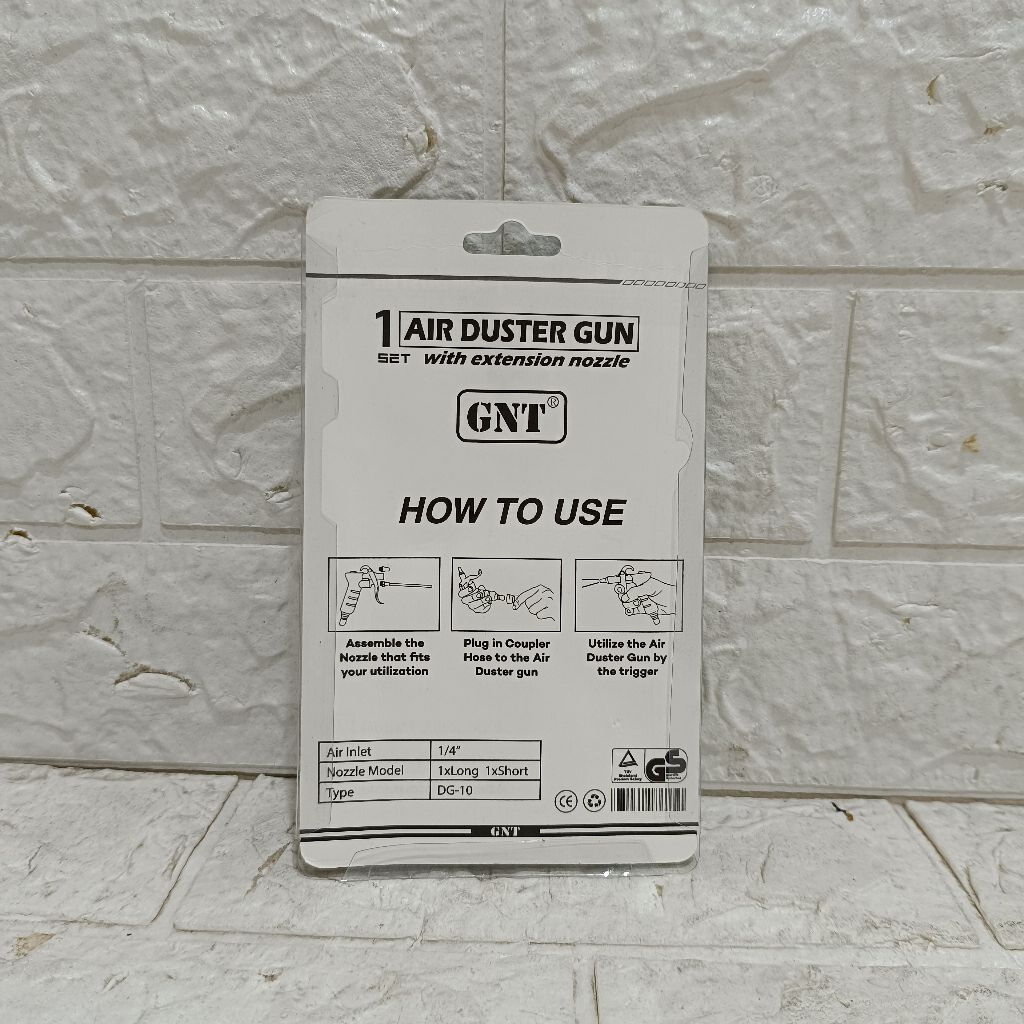 1 AIR DUSTER GUN
SET with extension nozzle
GNT®
HOW TO USE
Assemble the
Nozzle that fits
your utilization
Plug in Coupler
Hose to the Air
Duster gun
Utilize the Air
Duster Gun by
the trigger
Air Inlet 1/4"
Nozzle Model 1xLong 1xShort
Type DG-10
GS
CE
GNT